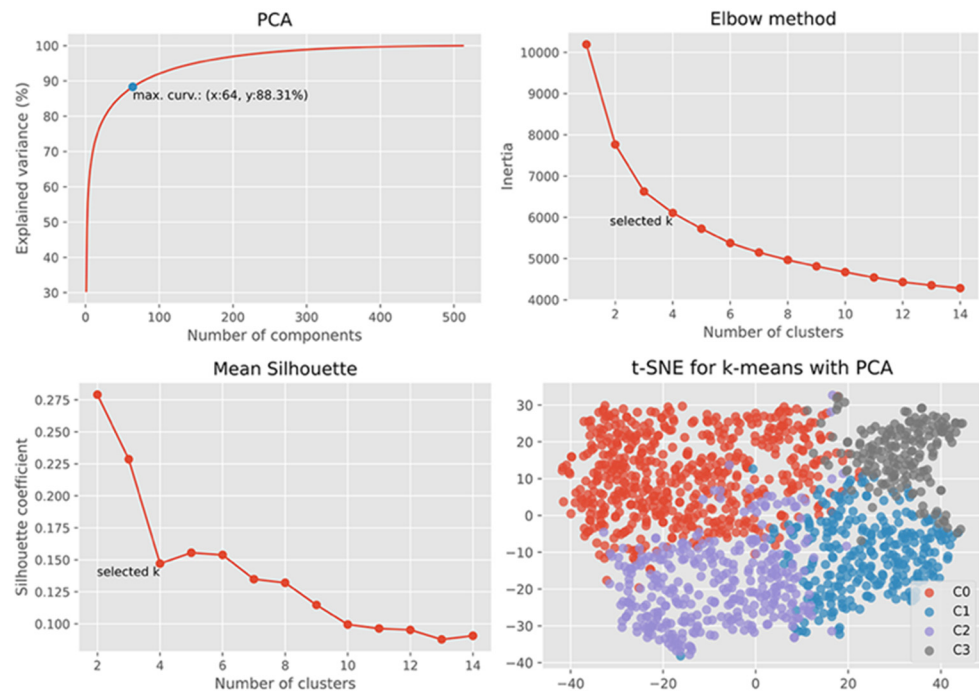 PCA
100
90
80
70
60
50
40
30
Explained variance (%)
max. curv.: (x:64, y:88.31%)
0 100 200 300 400 500
Number of components
Elbow method
10000
9000
8000
7000
6000
5000
4000
Inertia
selected k
2 4 6 8 10 12 14
Number of clusters
Mean Silhouette
0.275
0.250
0.225
0.200
0.175
0.150
0.125
0.100
Silhouette coefficient
selected k
2 4 6 8 10 12 14
Number of clusters
t-SNE for k-means with PCA
30
20
10
0
−10
−20
−30
−40
−40 −20 0 20 40
C0
C1
C2
C3